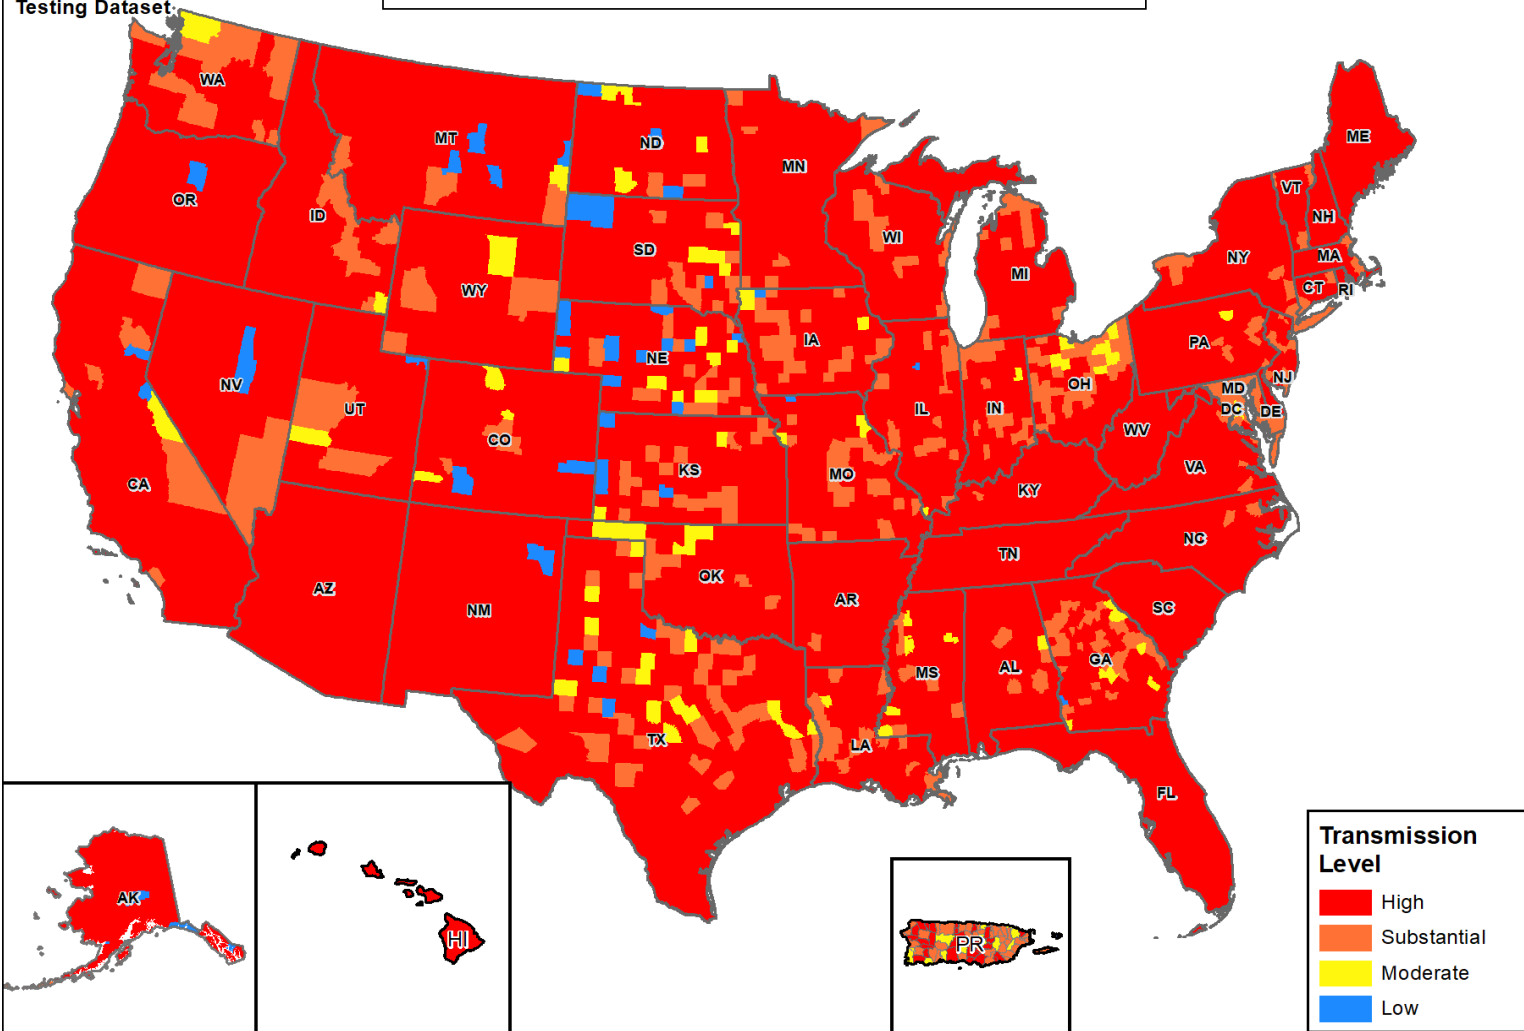 Testing Dataset
WA
MT
ND
MN
ME
OR
ID
SD
WI
VT
NH
NY
MA
MI
CT
RI
WY
NE
IA
PA
NV
UT
CO
IL
IN
OH
NJ
MD
DC
DE
WV
CA
KS
MO
VA
KY
NC
TN
AZ
NM
OK
AR
SC
MS
AL
GA
TX
LA
FL
AK
HI
PR
Transmission
Level
High
Substantial
Moderate
Low